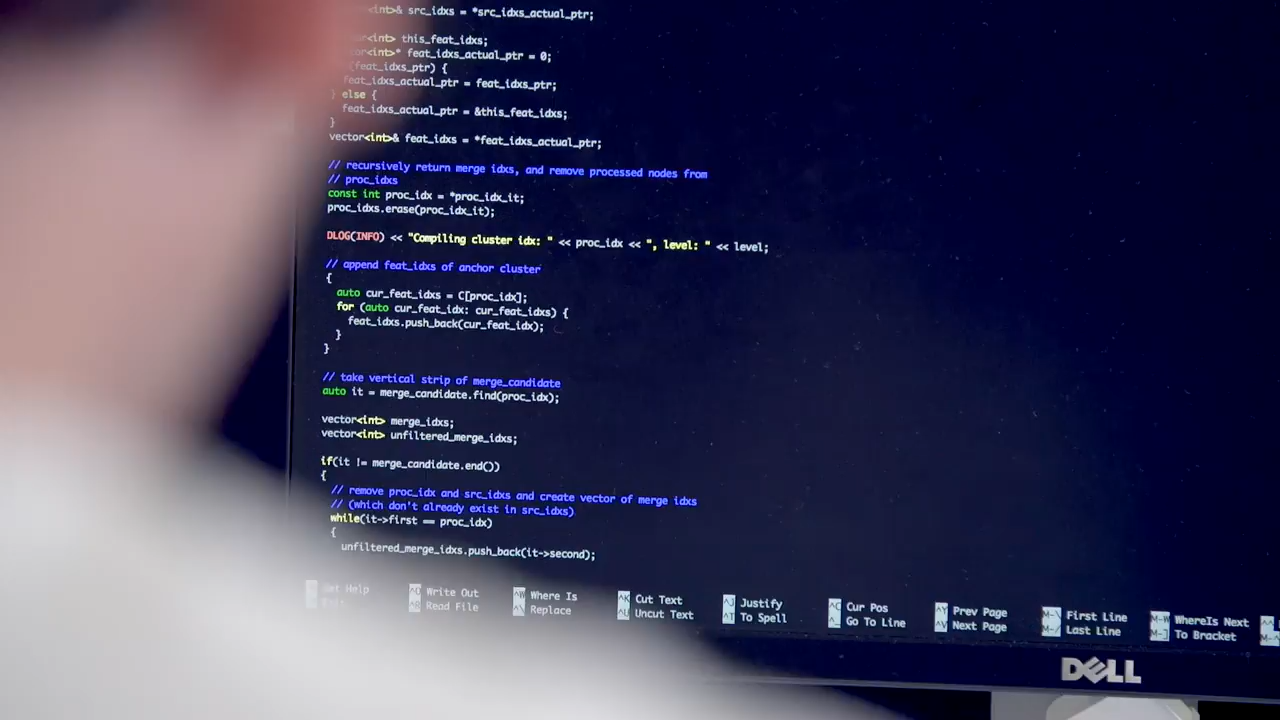 int>& src_idxs = *src_idxs_actual_ptr;
<int> this_feat_idxs;
<int>* feat_idxs_actual_ptr = 0;
(feat_idxs_ptr) {
feat_idxs_actual_ptr = feat_idxs_ptr;
} else {
feat_idxs_actual_ptr = &this_feat_idxs;
}
vector<int>& feat_idxs = *feat_idxs_actual_ptr;
// recursively return merge idxs, and remove processed nodes from
// proc_idxs
const int proc_idx = *proc_idx_it;
proc_idxs.erase(proc_idx_it);
DLOG(INFO) << "Compiling cluster idx: " << proc_idx << ", level: " << level;
// append feat_idxs of anchor cluster
{
auto cur_feat_idxs = C[proc_idx];
for (auto cur_feat_idx: cur_feat_idxs) {
feat_idxs.push_back(cur_feat_idx);
}
}
// take vertical strip of merge_candidate
auto it = merge_candidate.find(proc_idx);
vector<int> merge_idxs;
vector<int> unfiltered_merge_idxs;
if(it != merge_candidate.end())
{
// remove proc_idx and src_idxs and create vector of merge idxs
// (which don't already exist in src_idxs)
while(it->first == proc_idx)
{
unfiltered_merge_idxs.push_back(it->second);
Get Help ^O Write Out ^W Where Is ^K Cut Text ^J Justify ^C Cur Pos ^Y Prev Page M-\ First Line M-W WhereIs Next ^^
^R Read File ^\ Replace ^U Uncut Text ^T To Spell ^_ Go To Line ^V Next Page M-/ Last Line M-] To Bracket M-^
DELL